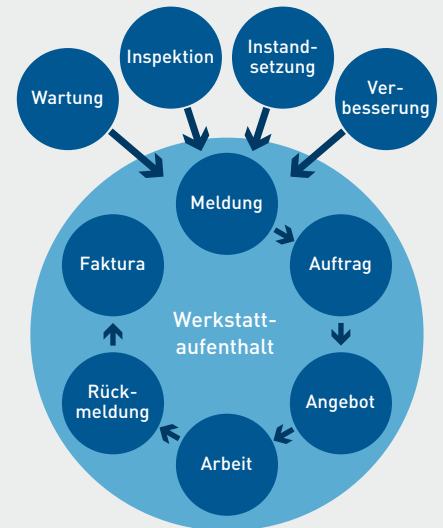 Wartung
Inspektion
Instand-
setzung
Ver-
besserung
Meldung
Auftrag
Angebot
Arbeit
Rück-
meldung
Faktura
Werkstatt-
aufenthalt